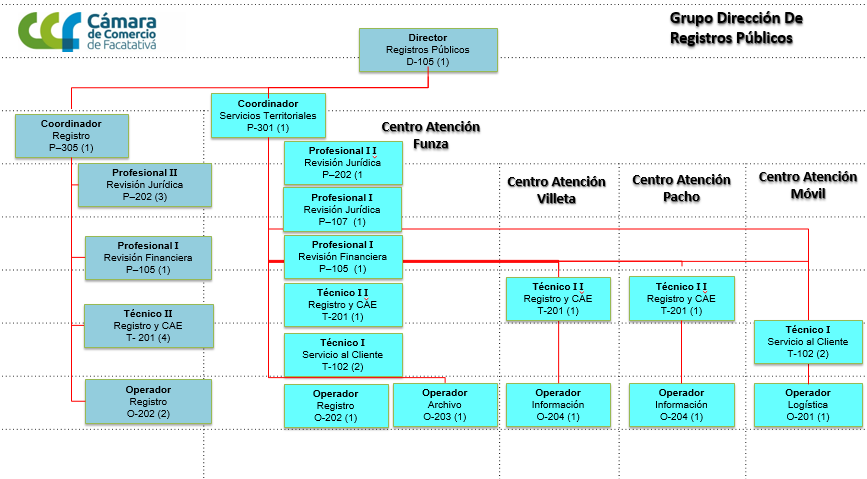 Cámara
de Comercio
de Facatativá
Grupo Dirección De
Registros Públicos
Director
Registros Públicos
D-105 (1)
Coordinador
Registro
P–305 (1)
Profesional II
Revisión Jurídica
P–202 (3)
Profesional I
Revisión Financiera
P–105 (1)
Técnico II
Registro y CAE
T- 201 (4)
Operador
Registro
O-202 (2)
Coordinador
Servicios Territoriales
P-301 (1)
Centro Atención
Funza
Profesional I I
Revisión Jurídica
P–202 (1
Profesional I
Revisión Jurídica
P–107 (1)
Profesional I
Revisión Financiera
P–105 (1)
Técnico I I
Registro y CAE
T-201 (1)
Técnico I
Servicio al Cliente
T-102 (2)
Operador
Registro
O-202 (1)
Operador
Archivo
O-203 (1)
Centro Atención
Villeta
Técnico I I
Registro y CAE
T-201 (1)
Operador
Información
O-204 (1)
Centro Atención
Pacho
Técnico I I
Registro y CAE
T-201 (1)
Operador
Información
O-204 (1)
Centro Atención
Móvil
Técnico I
Servicio al Cliente
T-102 (2)
Operador
Logística
O-201 (1)